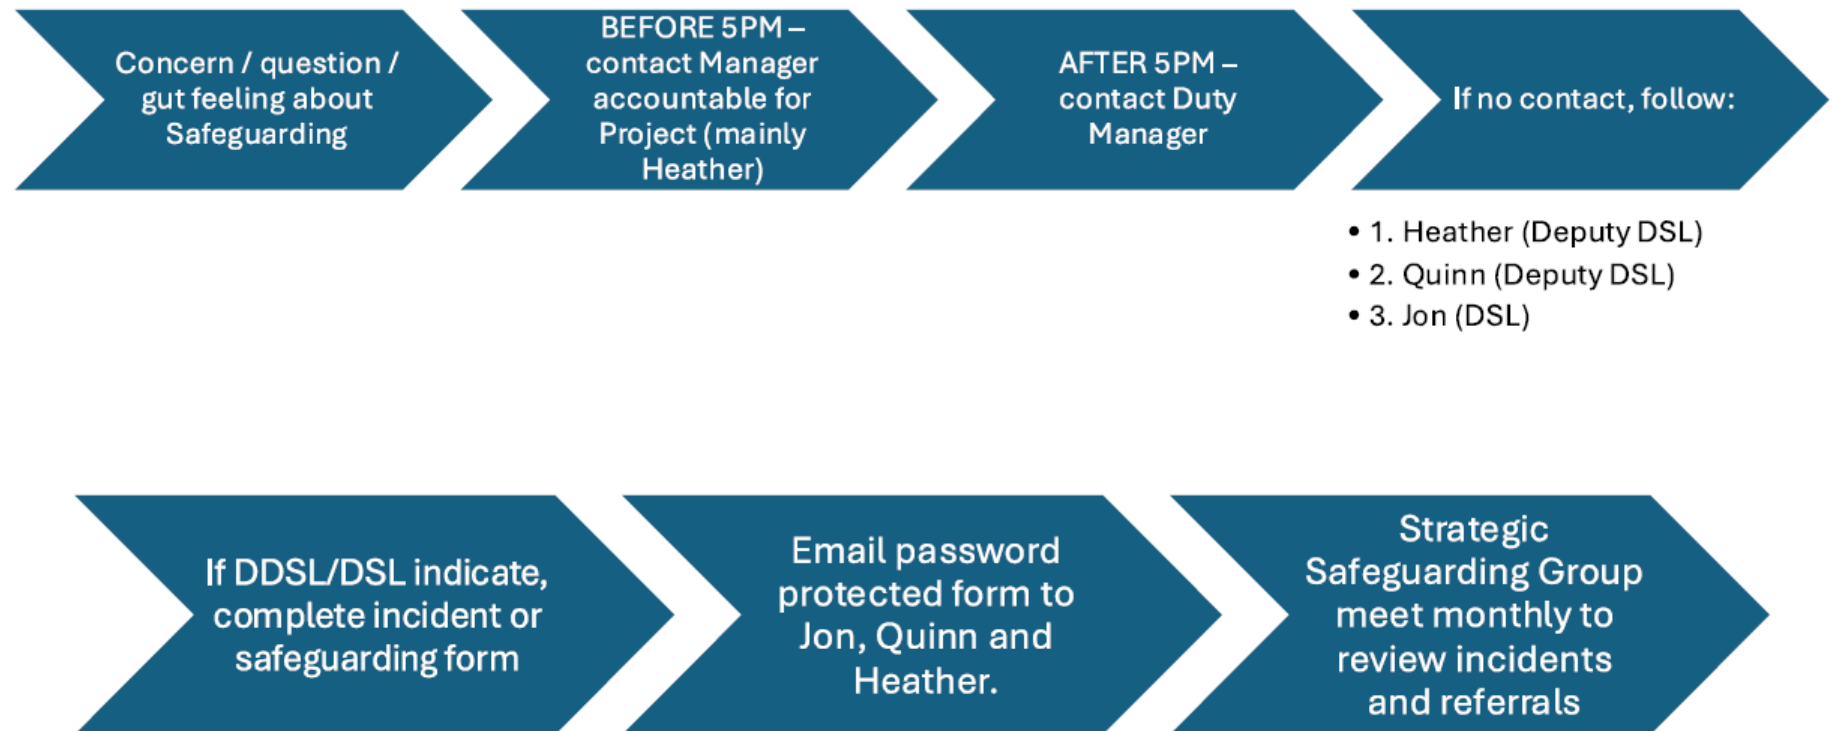 Concern / question /
gut feeling about
Safeguarding
BEFORE 5PM –
contact Manager
accountable for
Project (mainly
Heather)
AFTER 5PM –
contact Duty
Manager
If no contact, follow:
• 1. Heather (Deputy DSL)
• 2. Quinn (Deputy DSL)
• 3. Jon (DSL)
If DDSL/DSL indicate,
complete incident or
safeguarding form
Email password
protected form to
Jon, Quinn and
Heather.
Strategic
Safeguarding Group
meet monthly to
review incidents
and referrals